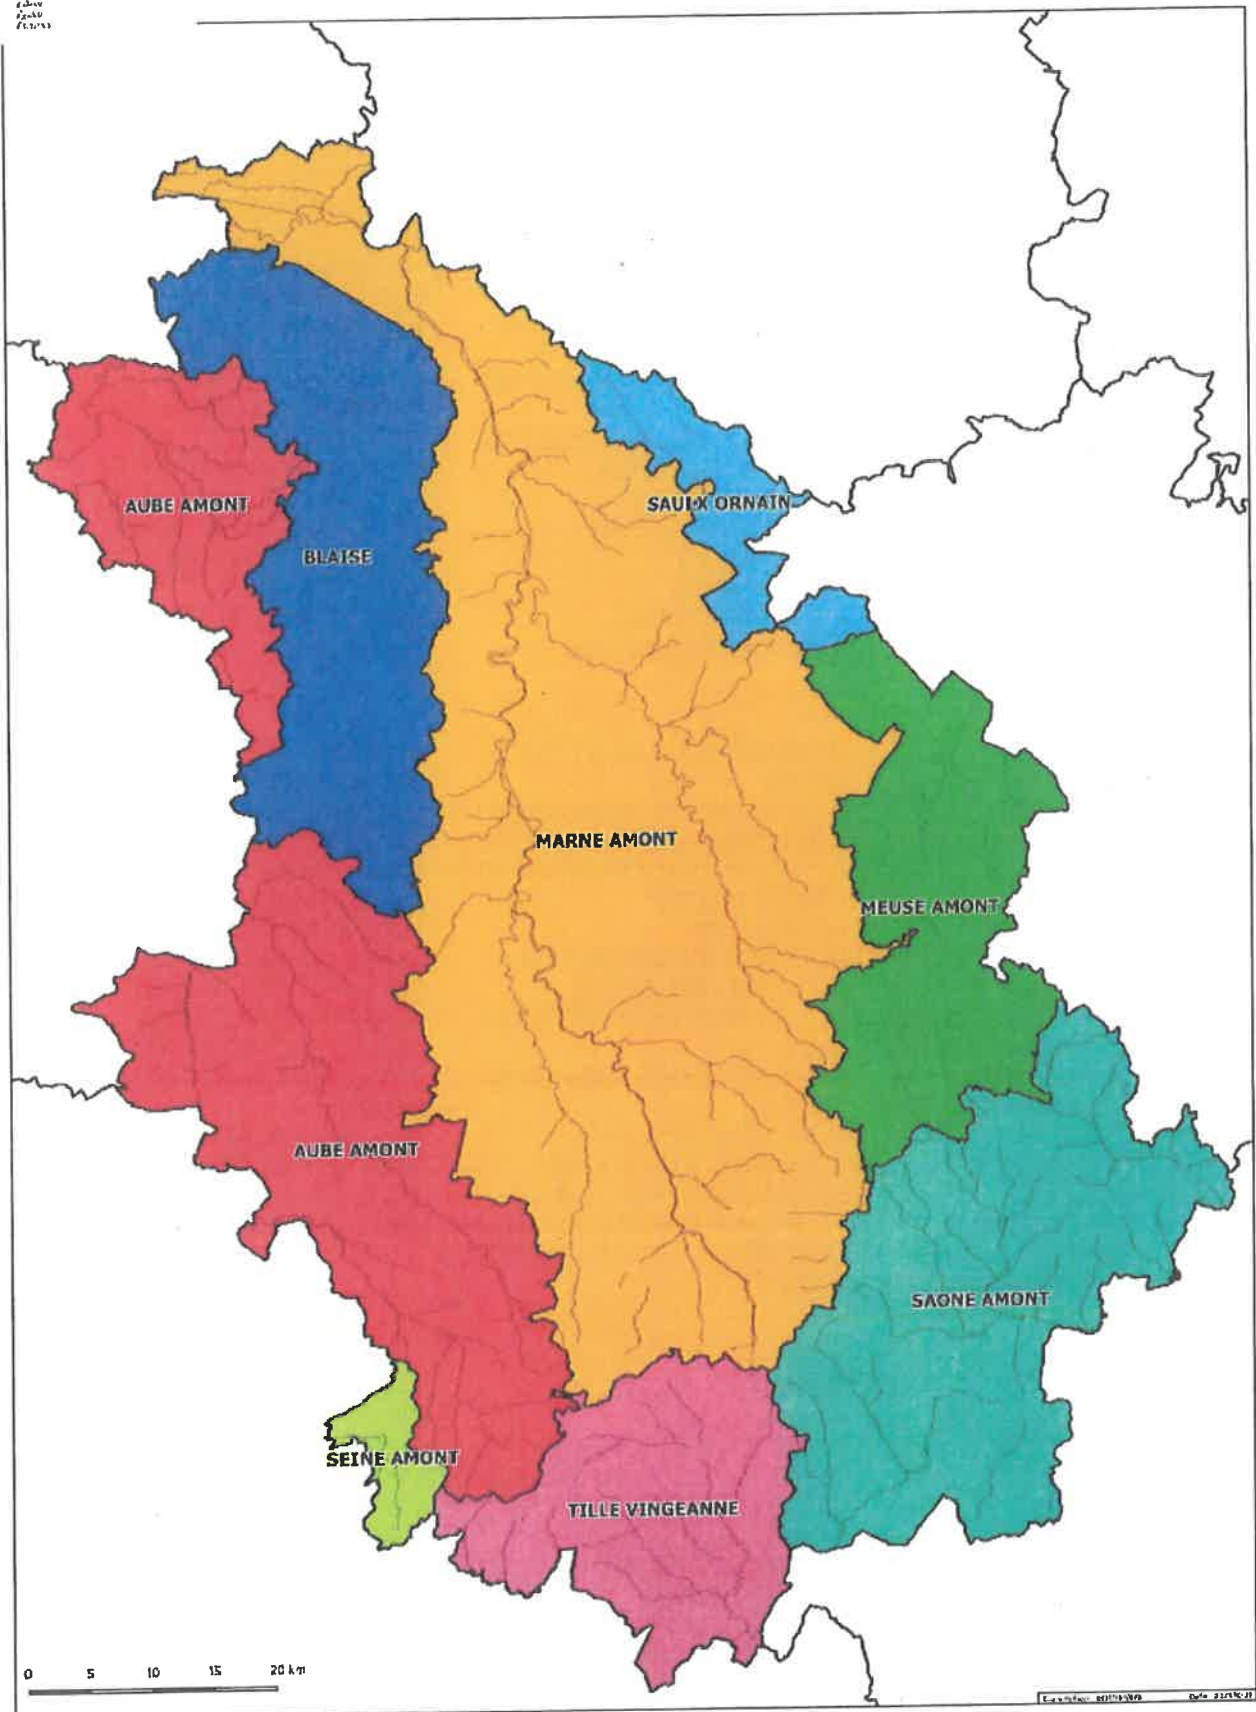 AUBE AMONT
SAULX ORNAIN
BLAISE
MARNE AMONT
MEUSE AMONT
AUBE AMONT
SAONE AMONT
SEINE AMONT
TILLE VINGEANNE
0 5 10 15 20 km